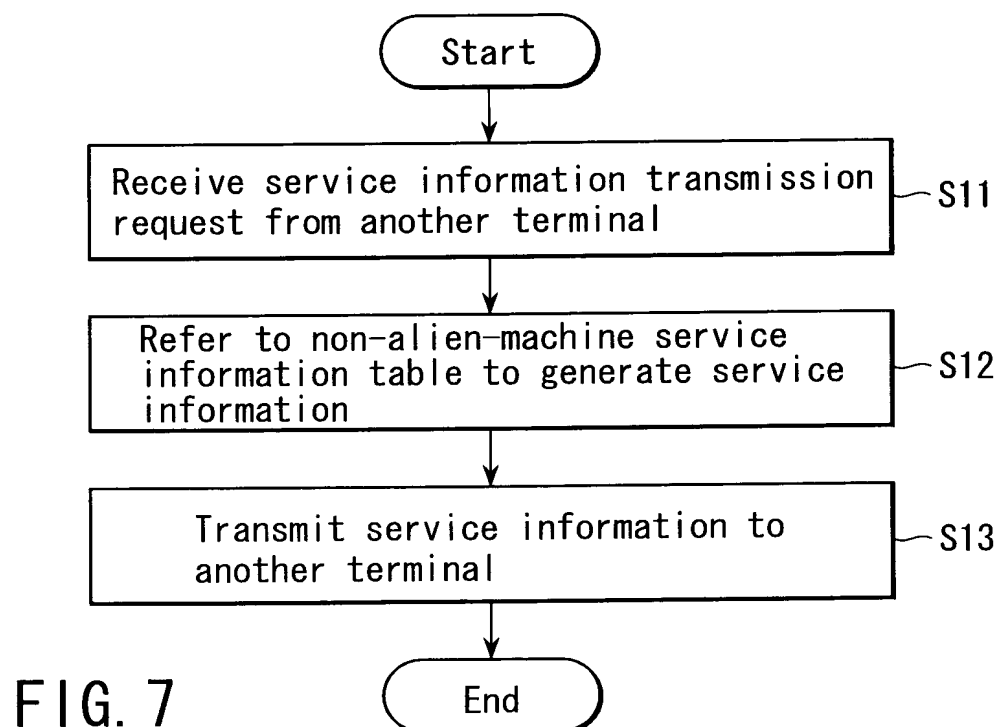 Start
Receive service information transmission
request from another terminal
S11
Refer to non-alien-machine service
information table to generate service
information
S12
Transmit service information to
another terminal
S13
End
FIG. 7